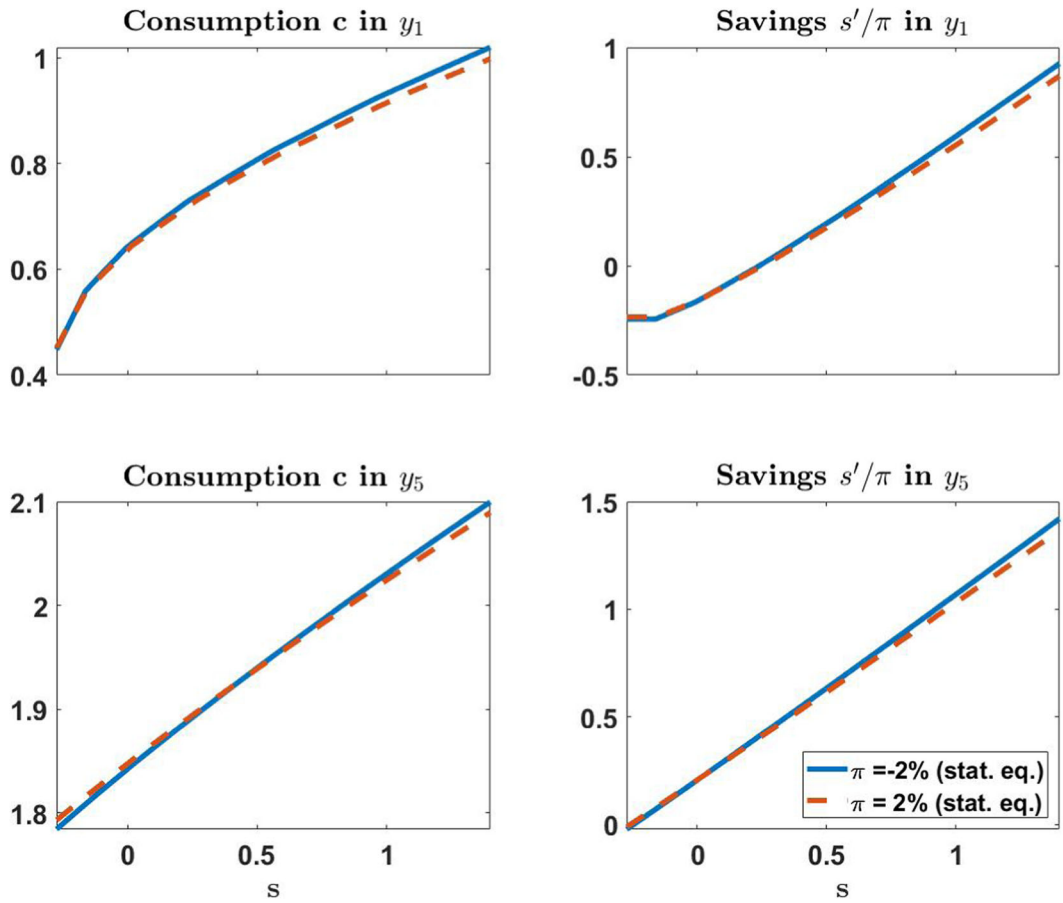 Consumption c in y₁
1
0.8
0.6
0.4
Savings s′/π in y₁
1
0.5
0
-0.5
Consumption c in y₅
2.1
2
1.9
1.8
0 0.5 1
s
Savings s′/π in y₅
1.5
1
0.5
0
0 0.5 1
s
π =-2% (stat. eq.)
π = 2% (stat. eq.)